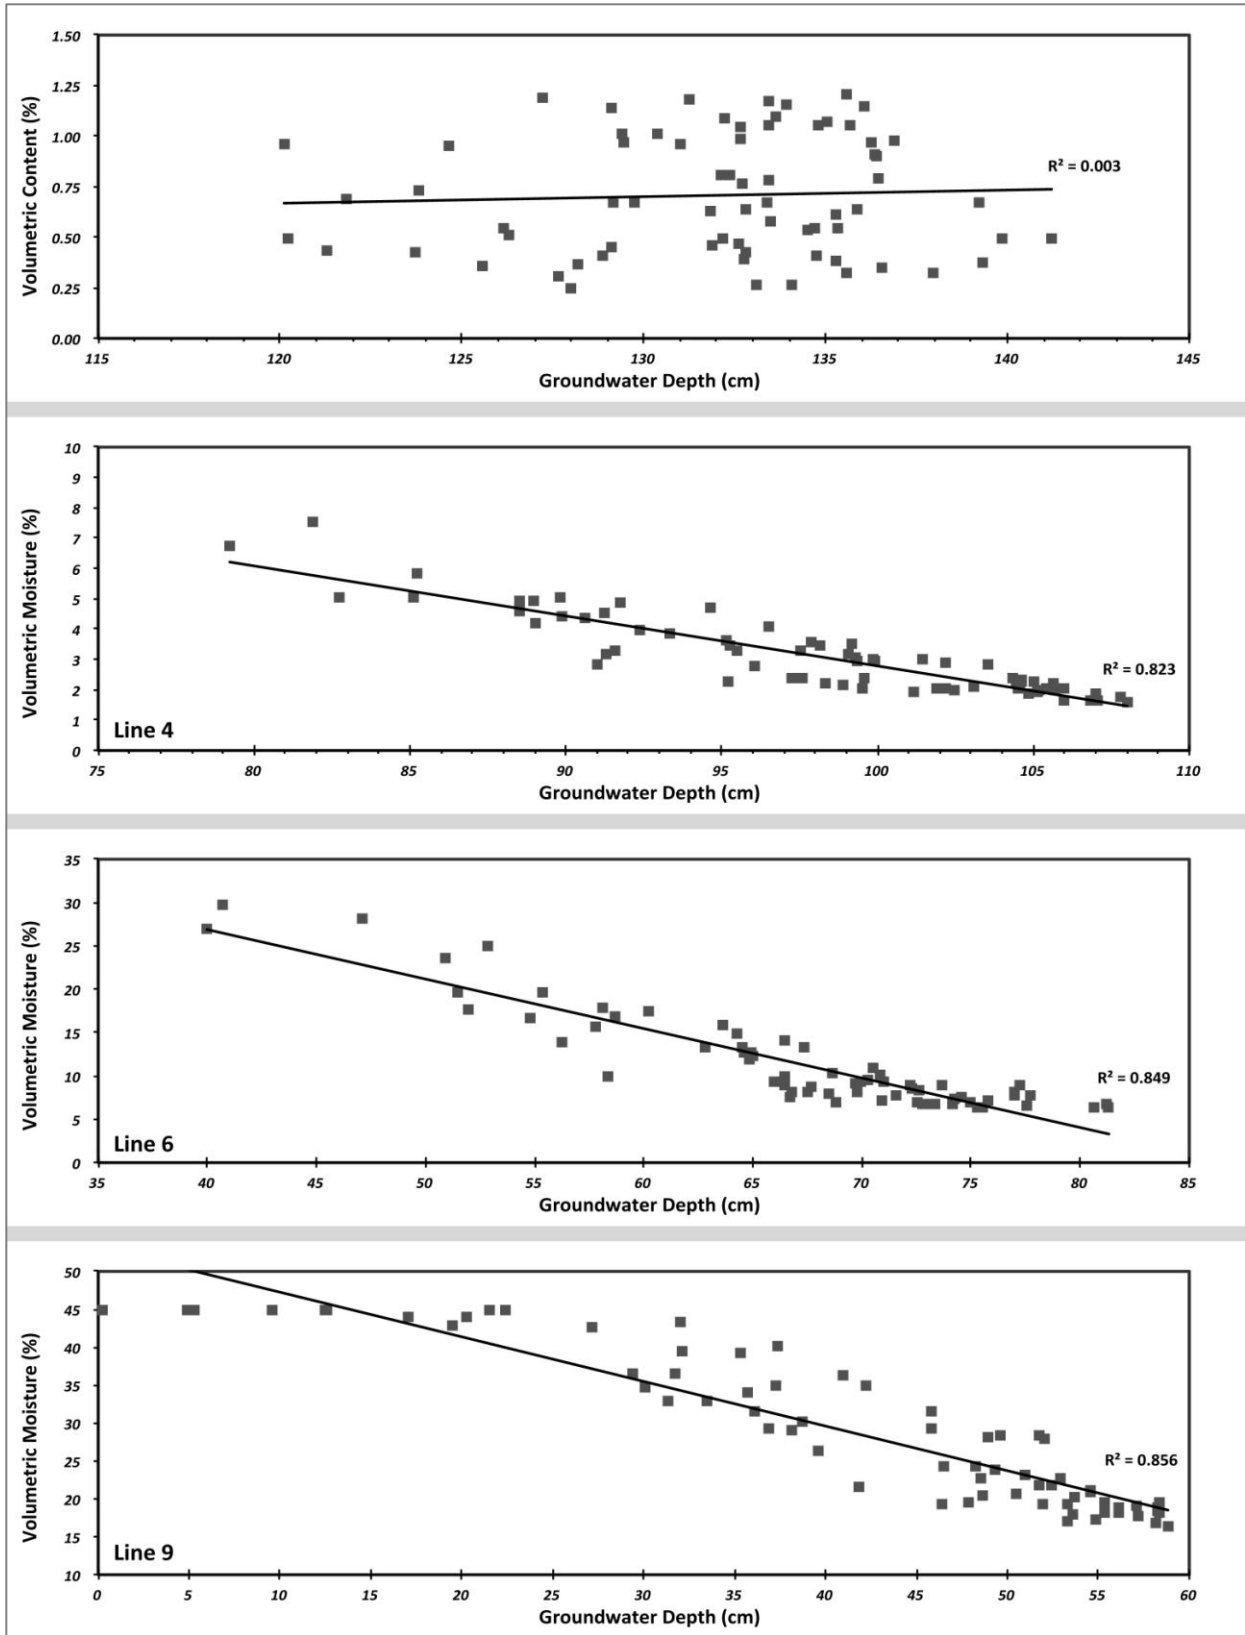 1.50
1.25
1.00
0.75
0.50
0.25
0.00
Volumetric Content (%)
R² = 0.003
115 120 125 130 135 140 145
Groundwater Depth (cm)
10
9
8
7
6
5
4
3
2
1
0
Volumetric Moisture (%)
R² = 0.823
Line 4
75 80 85 90 95 100 105 110
Groundwater Depth (cm)
35
30
25
20
15
10
5
0
Volumetric Moisture (%)
R² = 0.849
Line 6
35 40 45 50 55 60 65 70 75 80 85
Groundwater Depth (cm)
50
45
40
35
30
25
20
15
10
Volumetric Moisture (%)
R² = 0.856
Line 9
0 5 10 15 20 25 30 35 40 45 50 55 60
Groundwater Depth (cm)